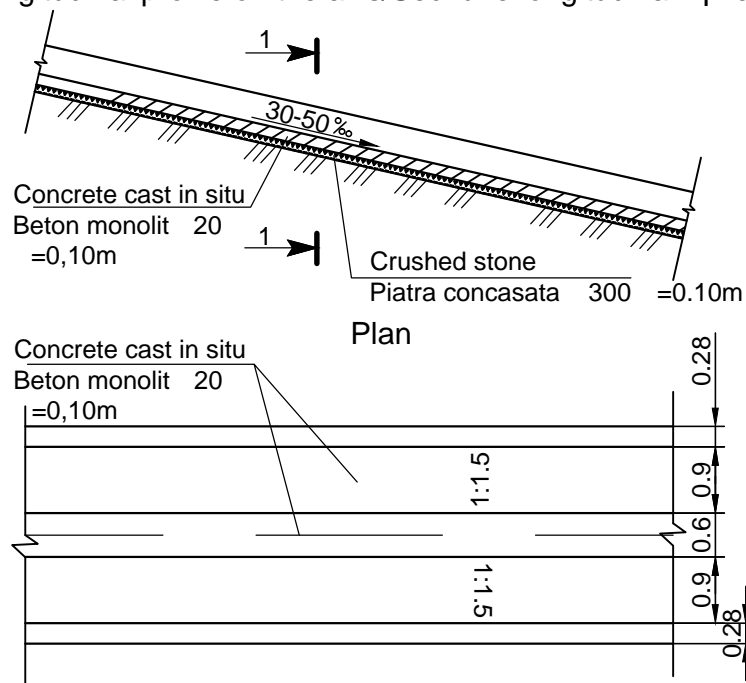 1
30-50‰
Concrete cast in situ
Beton monolit 20
=0,10m
1
Crushed stone
Piatra concasata 300 =0.10m
Plan
Concrete cast in situ
Beton monolit 20
=0,10m
0.28
1:1.5
0.9
0.6
1:1.5
0.9
0.28